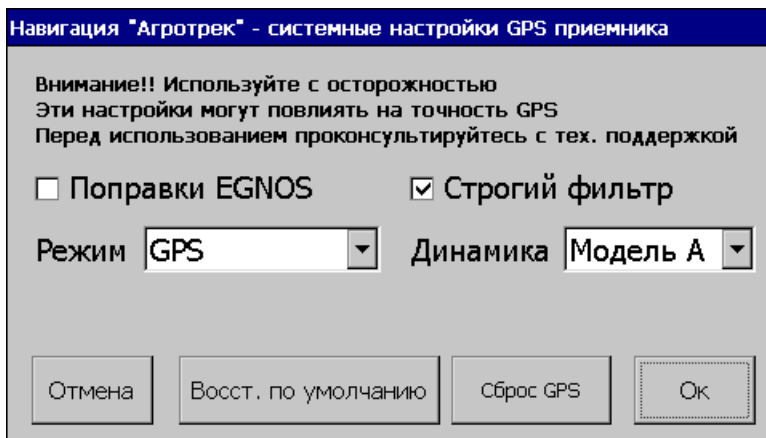 Навигация "Агротрек" - системные настройки GPS приемника
Внимание!! Используйте с осторожностью
Эти настройки могут повлиять на точность GPS
Перед использованием проконсультируйтесь с тех. поддержкой
Поправки EGNOS
Строгий фильтр
Режим GPS
Динамика Модель A
Отмена
Восст. по умолчанию
Сброс GPS
Ок